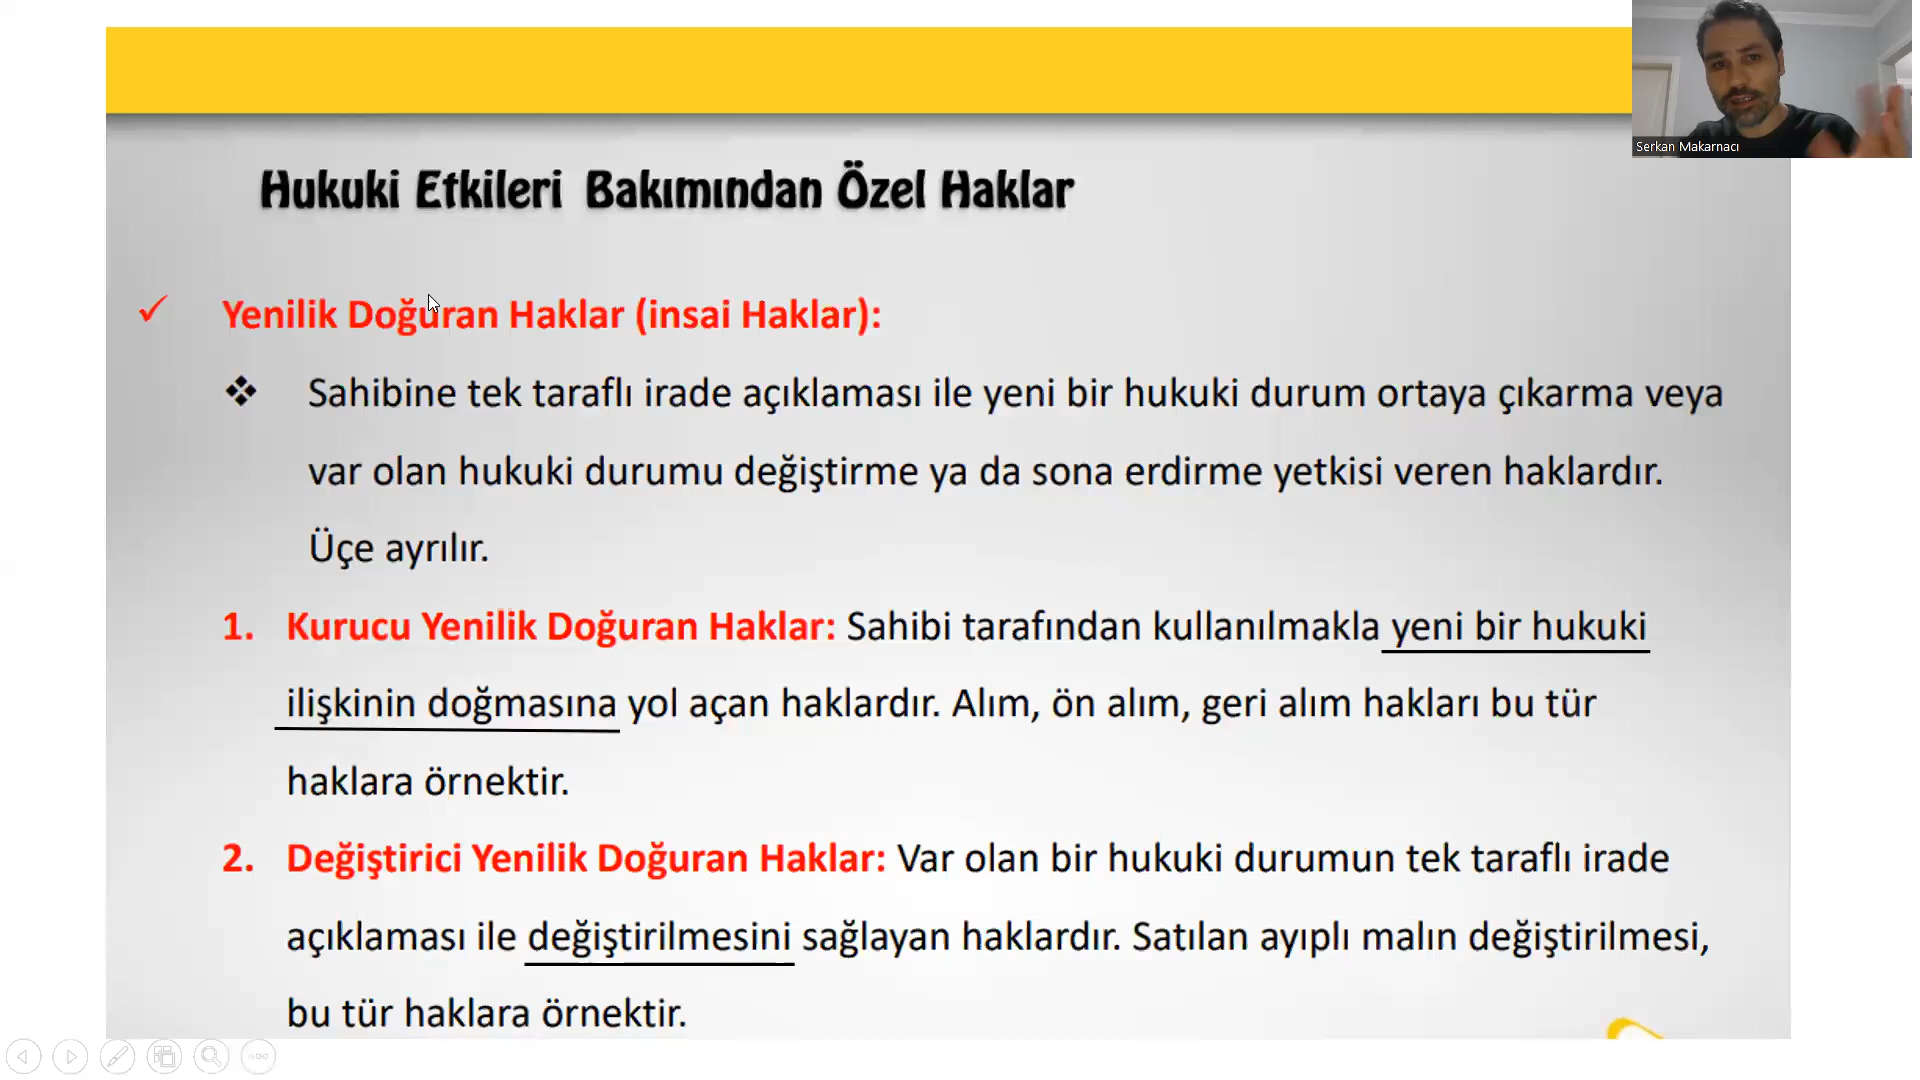 Serkan Makarnacı
Hukuki Etkileri Bakımından Özel Haklar
Yenilik Doğuran Haklar (insai Haklar):
Sahibine tek taraflı irade açıklaması ile yeni bir hukuki durum ortaya çıkarma veya
var olan hukuki durumu değiştirme ya da sona erdirme yetkisi veren haklardır.
Üçe ayrılır.
1. Kurucu Yenilik Doğuran Haklar: Sahibi tarafından kullanılmakla yeni bir hukuki
ilişkinin doğmasına yol açan haklardır. Alım, ön alım, geri alım hakları bu tür
haklara örnektir.
2. Değiştirici Yenilik Doğuran Haklar: Var olan bir hukuki durumun tek taraflı irade
açıklaması ile değiştirilmesini sağlayan haklardır. Satılan ayıplı malın değiştirilmesi,
bu tür haklara örnektir.